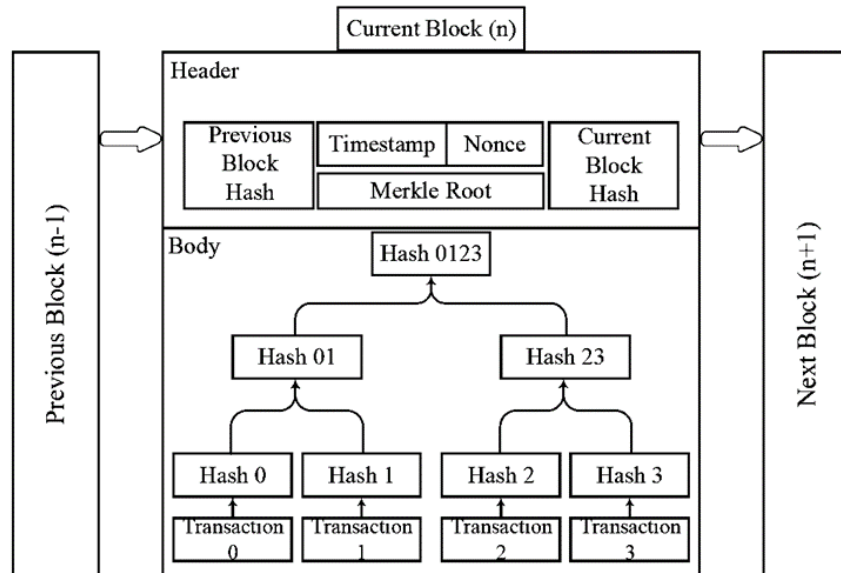 Current Block (n)
Previous Block (n-1)
Header
Previous
Block
Hash
Timestamp
Nonce
Merkle Root
Current
Block
Hash
Next Block (n+1)
Body
Hash 0123
Hash 01
Hash 23
Hash 0
Hash 1
Hash 2
Hash 3
Transaction
0
Transaction
1
Transaction
2
Transaction
3